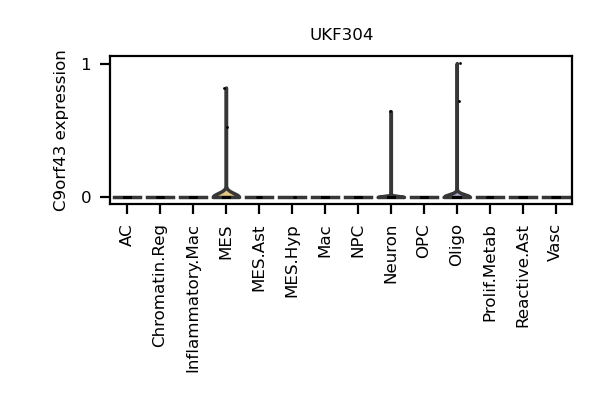 UKF304
C9orf43 expression
1
0
AC
Chromatin.Reg
Inflammatory.Mac
MES
MES.Ast
MES.Hyp
Mac
NPC
Neuron
OPC
Oligo
Prolif.Metab
Reactive.Ast
Vasc